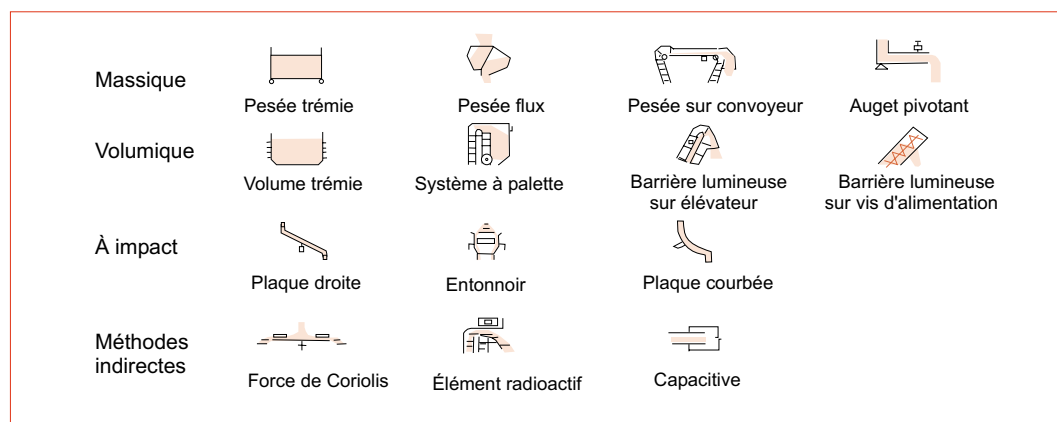 Massique
Pesée trémie
Pesée flux
Pesée sur convoyeur
Auget pivotant
Volumique
Volume trémie
Système à palette
Barrière lumineuse
sur élévateur
Barrière lumineuse
sur vis d'alimentation
À impact
Plaque droite
Entonnoir
Plaque courbée
Méthodes
indirectes
Force de Coriolis
Élément radioactif
Capacitive